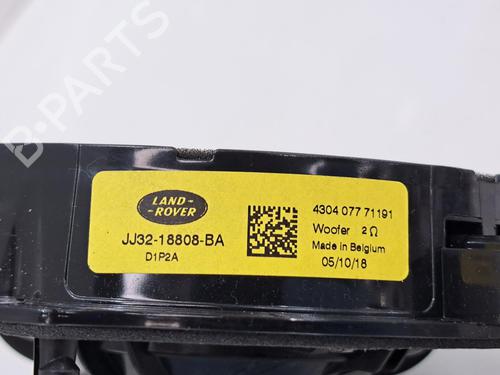 LAND
ROVER
JJ32-18808-BA
D1P2A
4304 077 71191
Woofer 2Ω
Made in Belgium
05/10/18
B-Parts